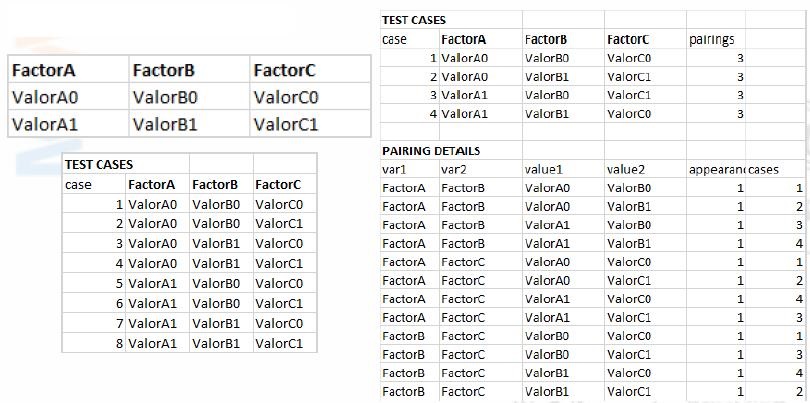 FactorA FactorB FactorC
ValorA0 ValorB0 ValorC0
ValorA1 ValorB1 ValorC1
TEST CASES
case FactorA FactorB FactorC
1 ValorA0 ValorB0 ValorC0
2 ValorA0 ValorB0 ValorC1
3 ValorA0 ValorB1 ValorC0
4 ValorA0 ValorB1 ValorC1
5 ValorA1 ValorB0 ValorC0
6 ValorA1 ValorB0 ValorC1
7 ValorA1 ValorB1 ValorC0
8 ValorA1 ValorB1 ValorC1
TEST CASES
case FactorA FactorB FactorC pairings
1 ValorA0 ValorB0 ValorC0 3
2 ValorA0 ValorB1 ValorC1 3
3 ValorA1 ValorB0 ValorC1 3
4 ValorA1 ValorB1 ValorC0 3
PAIRING DETAILS
var1 var2 value1 value2 appearan cases
FactorA FactorB ValorA0 ValorB0 1 1
FactorA FactorB ValorA0 ValorB1 1 2
FactorA FactorB ValorA1 ValorB0 1 3
FactorA FactorB ValorA1 ValorB1 1 4
FactorA FactorC ValorA0 ValorC0 1 1
FactorA FactorC ValorA0 ValorC1 1 2
FactorA FactorC ValorA1 ValorC0 1 4
FactorA FactorC ValorA1 ValorC1 1 3
FactorB FactorC ValorB0 ValorC0 1 1
FactorB FactorC ValorB0 ValorC1 1 3
FactorB FactorC ValorB1 ValorC0 1 4
FactorB FactorC ValorB1 ValorC1 1 2